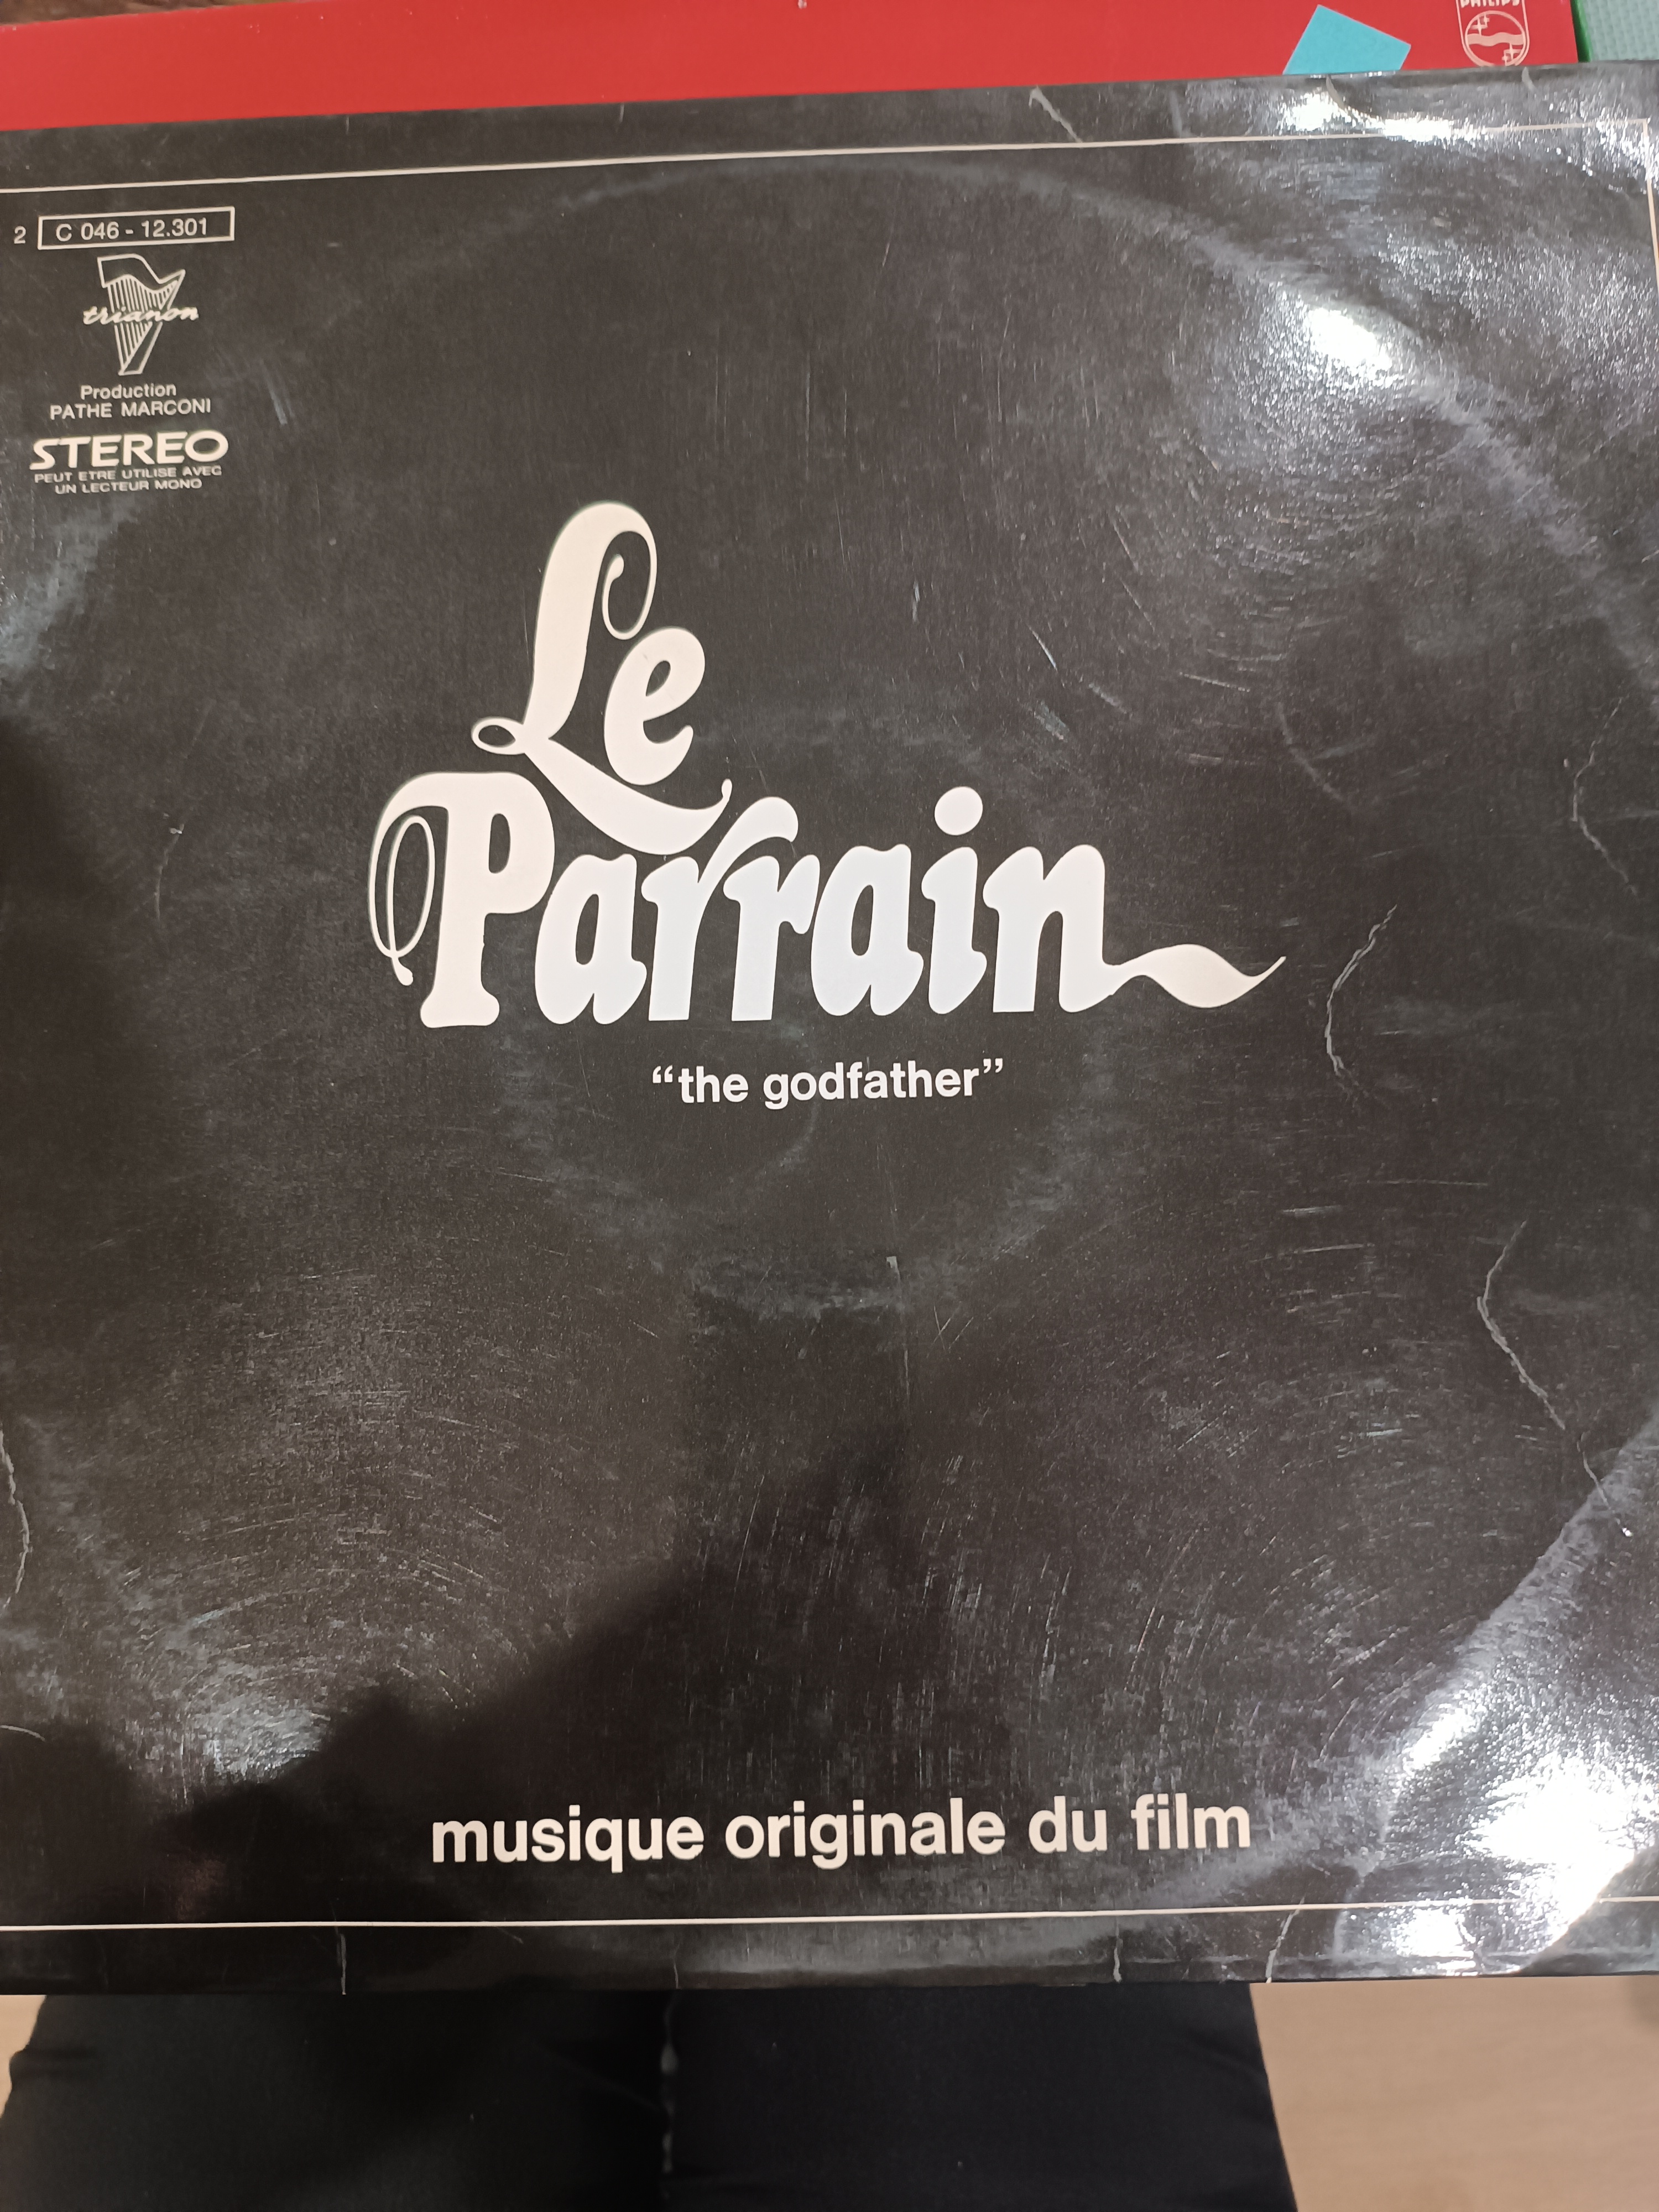 PHILIPS
2 C 046 - 12.301
trianon
Production
PATHE MARCONI
STEREO
PEUT ETRE UTILISE AVEC
UN LECTEUR MONO
Le
Parrain
“the godfather”
musique originale du film